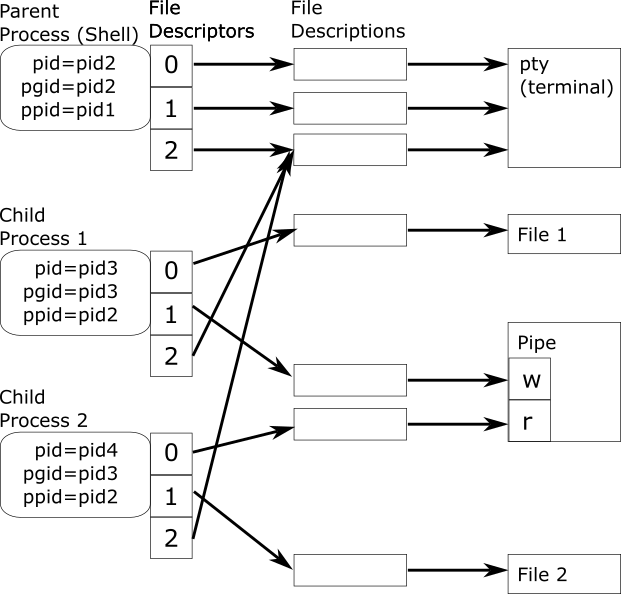 Parent
Process (Shell)
File
Descriptors
File
Descriptions
pid=pid2
pgid=pid2
ppid=pid1
0
1
2
pty
(terminal)
Child
Process 1
pid=pid3
pgid=pid3
ppid=pid2
0
1
2
File 1
Pipe
w
r
Child
Process 2
pid=pid4
pgid=pid3
ppid=pid2
0
1
2
File 2